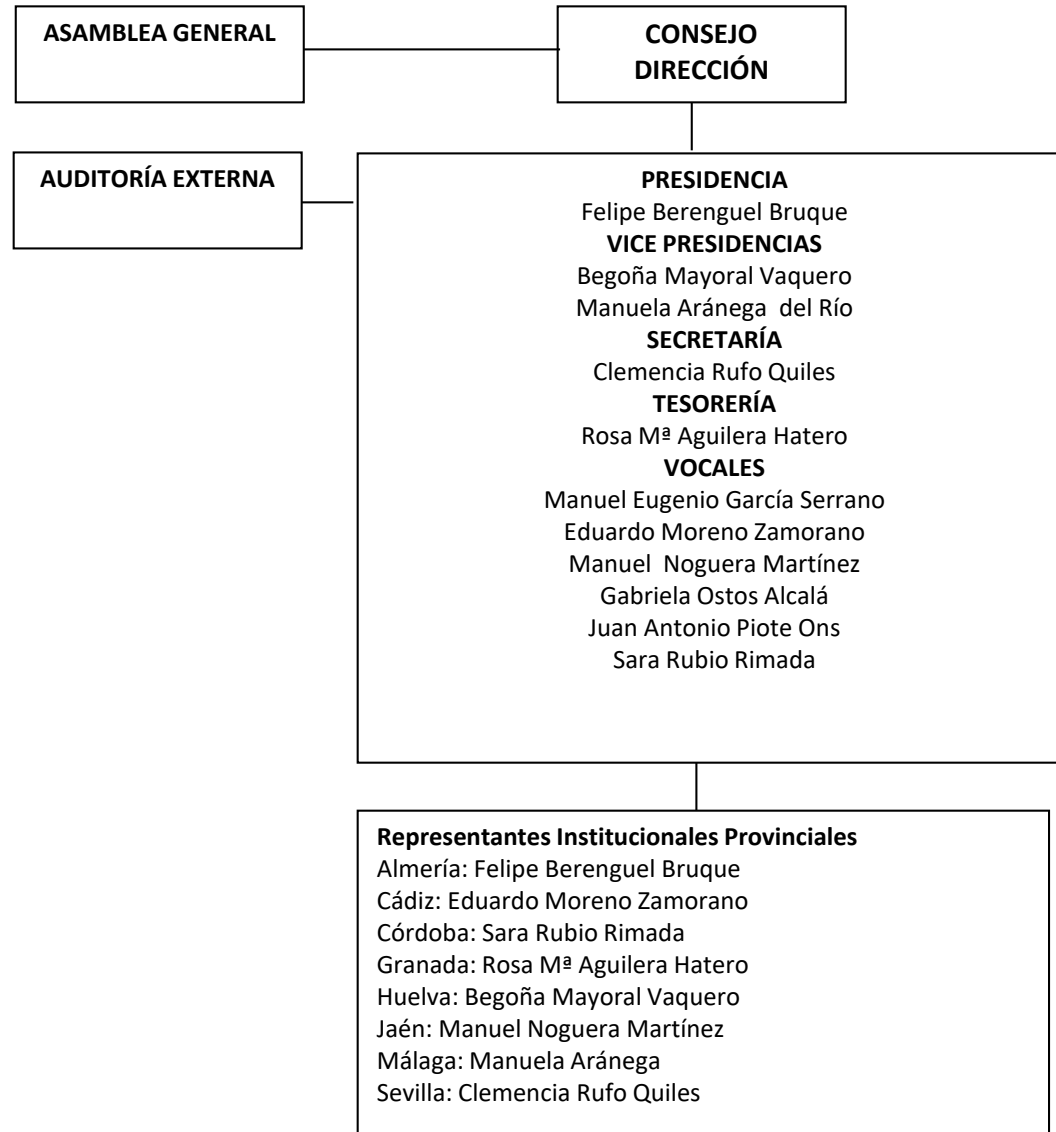 ASAMBLEA GENERAL
CONSEJO
DIRECCIÓN
AUDITORÍA EXTERNA
PRESIDENCIA
Felipe Berenguel Bruque
VICE PRESIDENCIAS
Begoña Mayoral Vaquero
Manuela Aránega  del Río
SECRETARÍA
Clemencia Rufo Quiles
TESORERÍA
Rosa Mª Aguilera Hatero
VOCALES
Manuel Eugenio García Serrano
Eduardo Moreno Zamorano
Manuel  Noguera Martínez
Gabriela Ostos Alcalá
Juan Antonio Piote Ons
Sara Rubio Rimada
Representantes Institucionales Provinciales
Almería: Felipe Berenguel Bruque
Cádiz: Eduardo Moreno Zamorano
Córdoba: Sara Rubio Rimada
Granada: Rosa Mª Aguilera Hatero
Huelva: Begoña Mayoral Vaquero
Jaén: Manuel Noguera Martínez
Málaga: Manuela Aránega
Sevilla: Clemencia Rufo Quiles